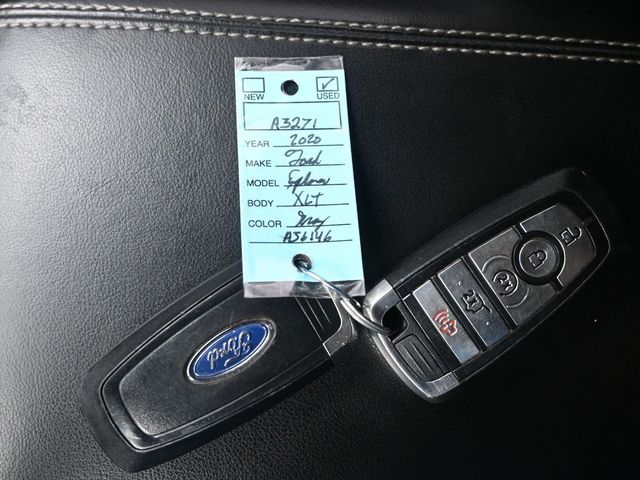 NEW USED
A3271
YEAR 2020
MAKE Ford
MODEL Explorer
BODY XLT
COLOR Gray
A56146
Ford